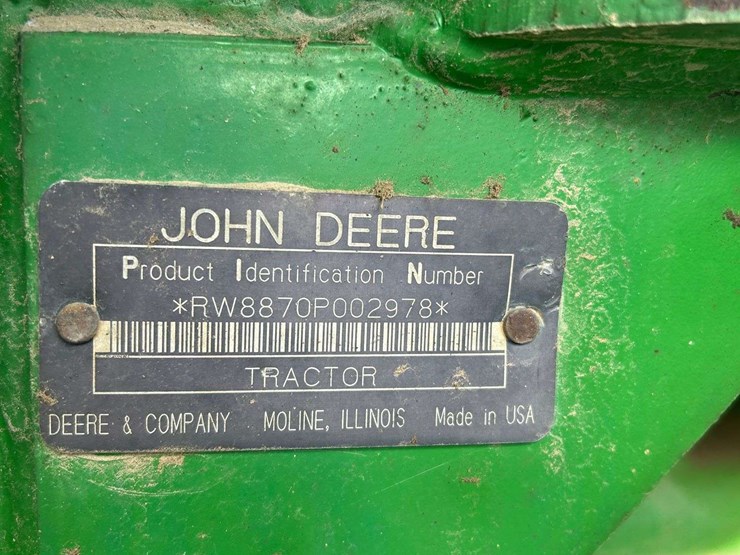 JOHN DEERE
Product Identification Number
*RW8870P002978*
TRACTOR
DEERE & COMPANY MOLINE, ILLINOIS Made in USA